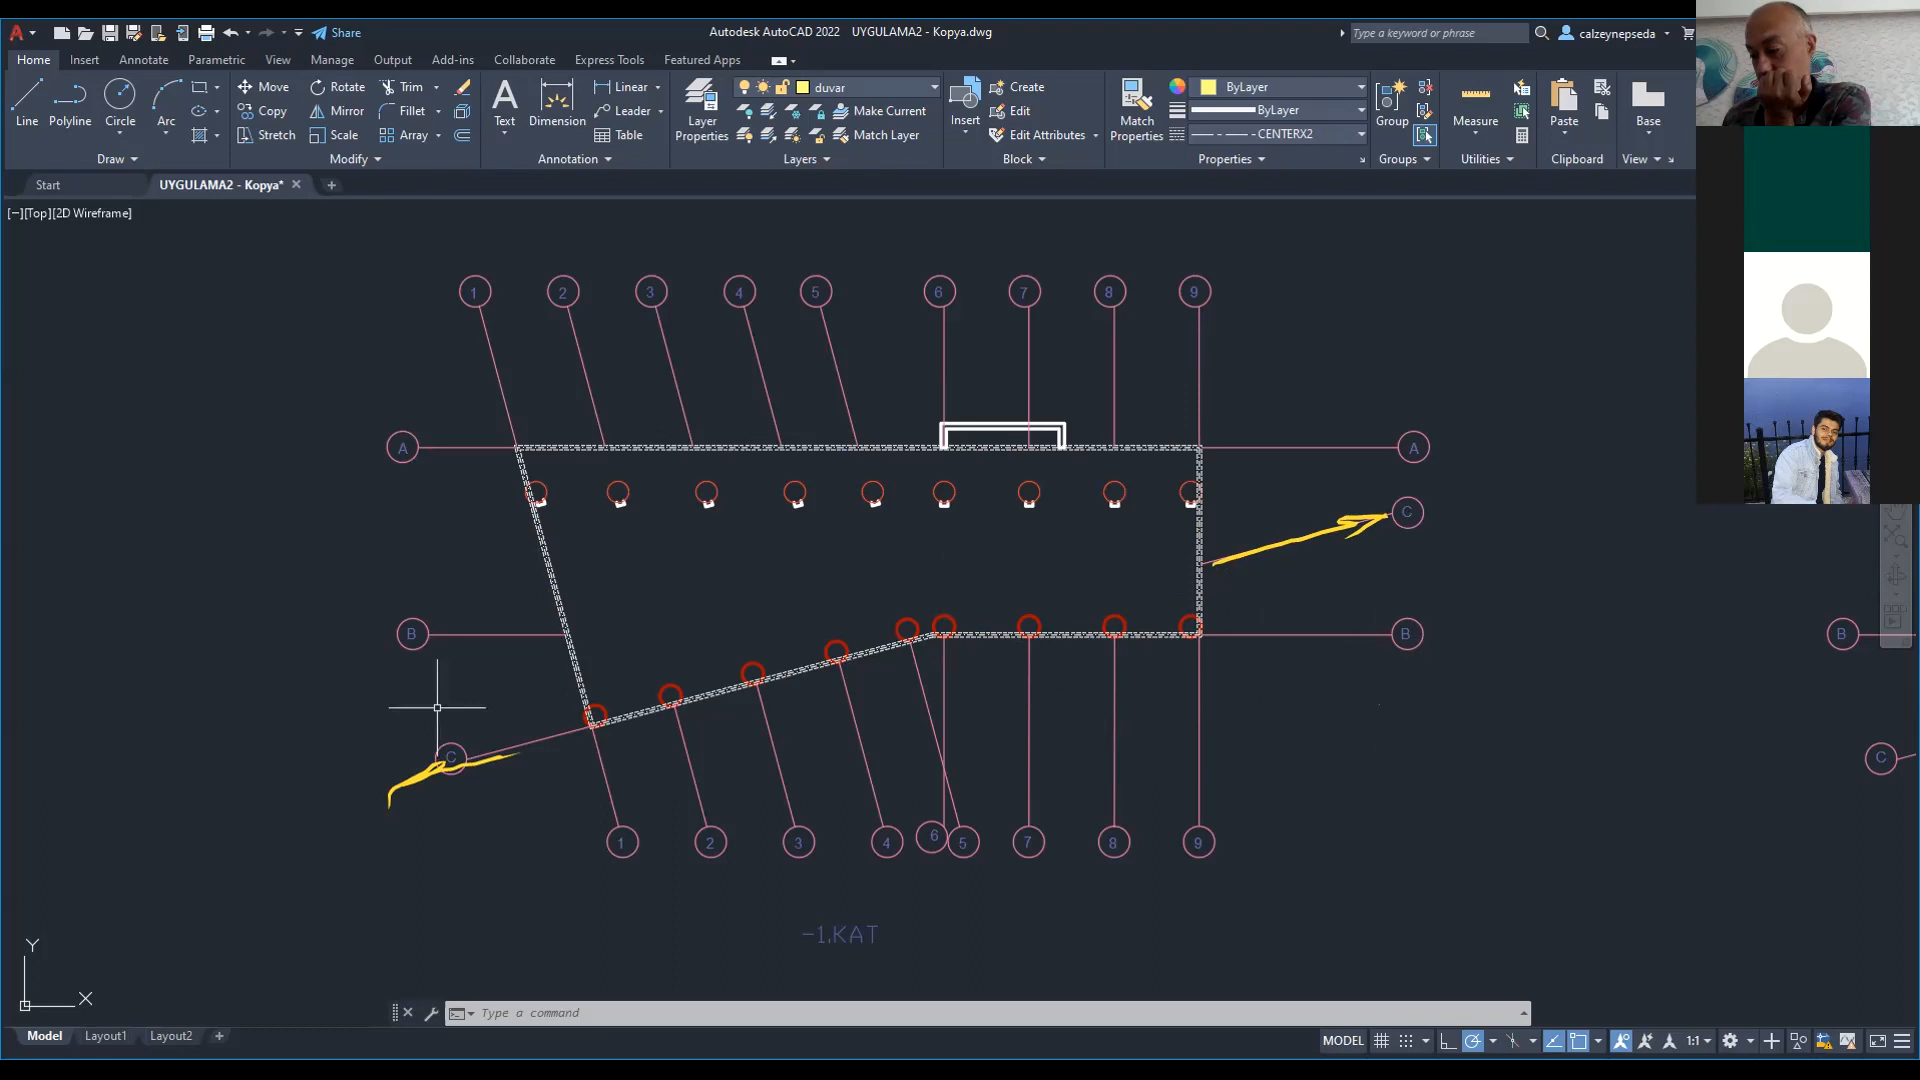 Share
Autodesk AutoCAD 2022 UYGULAMA2 - Kopya.dwg
Type a keyword or phrase
calzeynepseda
Home Insert Annotate Parametric View Manage Output Add-ins Collaborate Express Tools Featured Apps
Line Polyline Circle Arc
Move Rotate Trim
Copy Mirror Fillet
Stretch Scale Array
Text Dimension
Linear
Leader
Table
Layer Properties
duvar
Make Current
Match Layer
Insert
Create
Edit
Edit Attributes
Match Properties
ByLayer
ByLayer
CENTERX2
Group
Measure
Paste
Base
Draw Modify Annotation Layers Block Properties Groups Utilities Clipboard View
Start UYGULAMA2 - Kopya*
[−][Top][2D Wireframe]
1 2 3 4 5 6 7 8 9
A A
C
B B B
C C
1 2 3 4 6 5 7 8 9
-1.KAT
Y
X
Type a command
Model Layout1 Layout2
MODEL 1:1